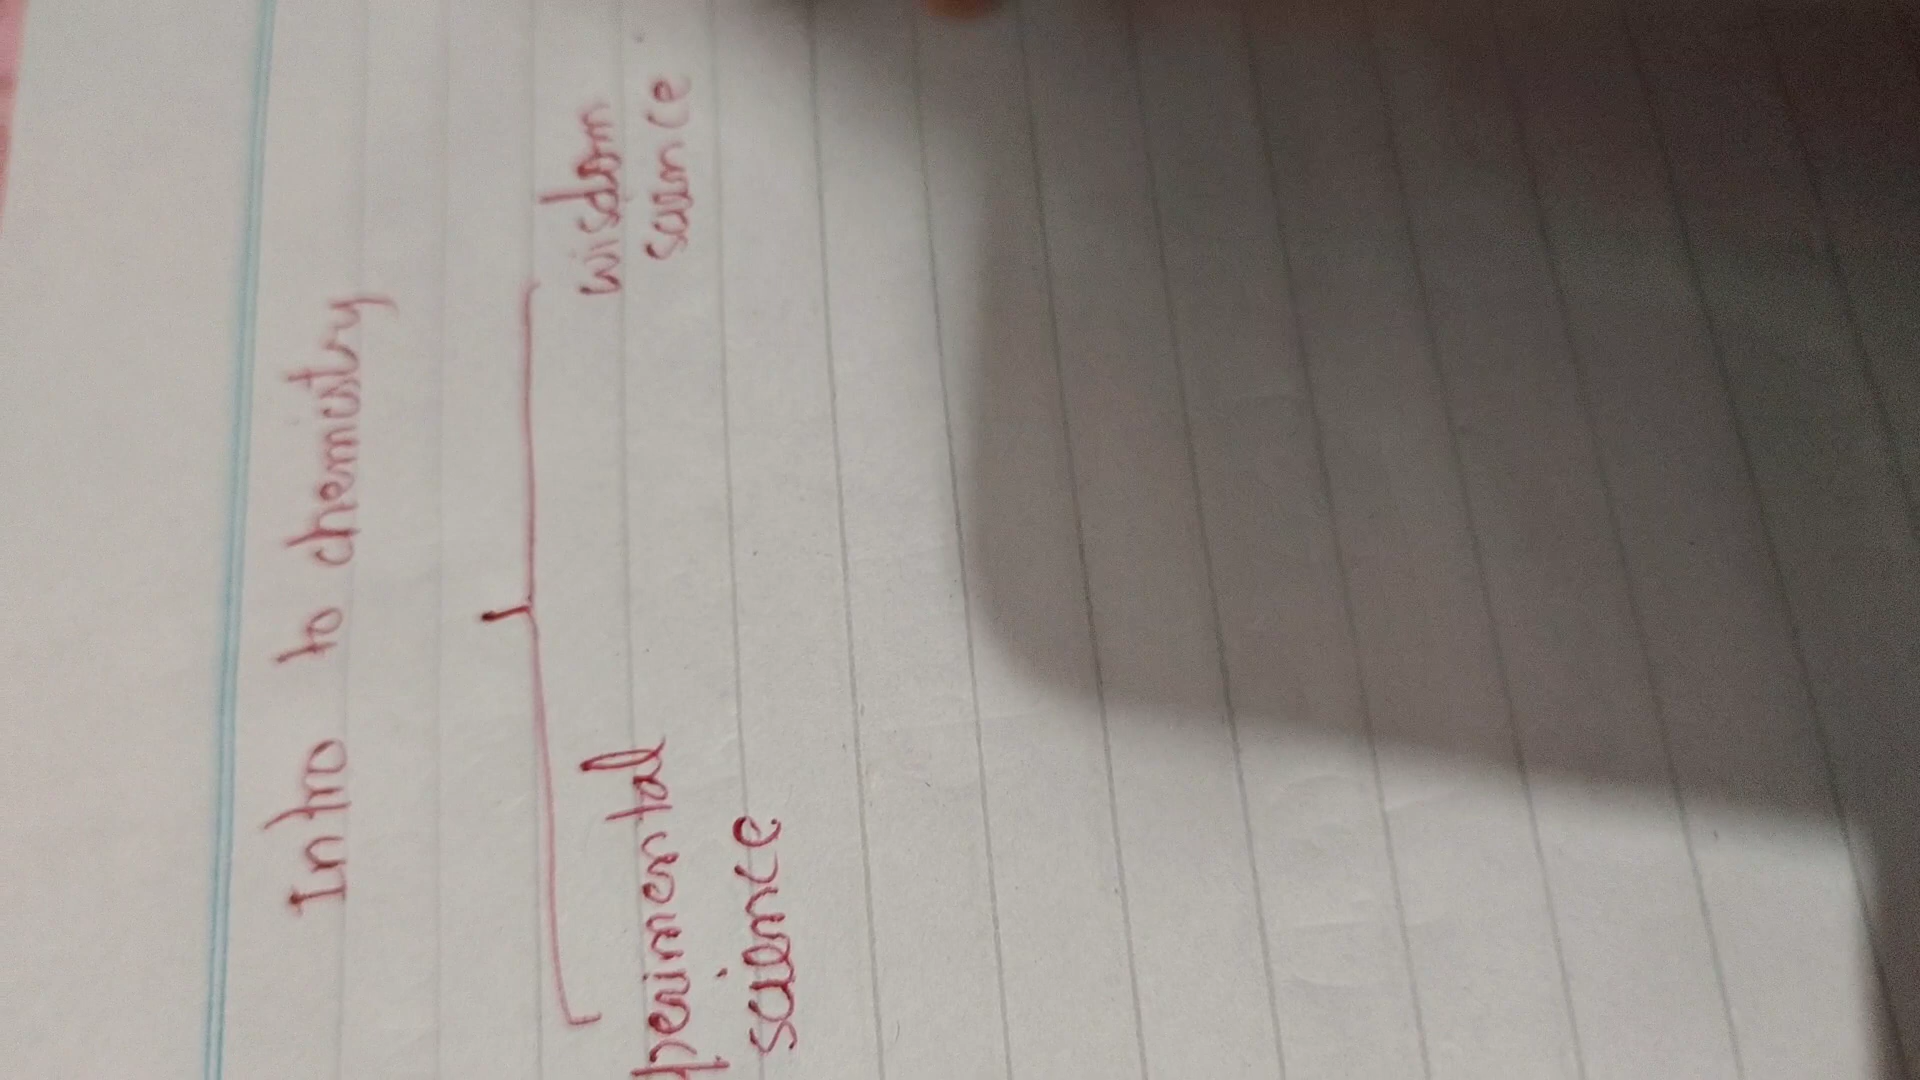 Intro to chemistry
wisdom
science
perimental
science